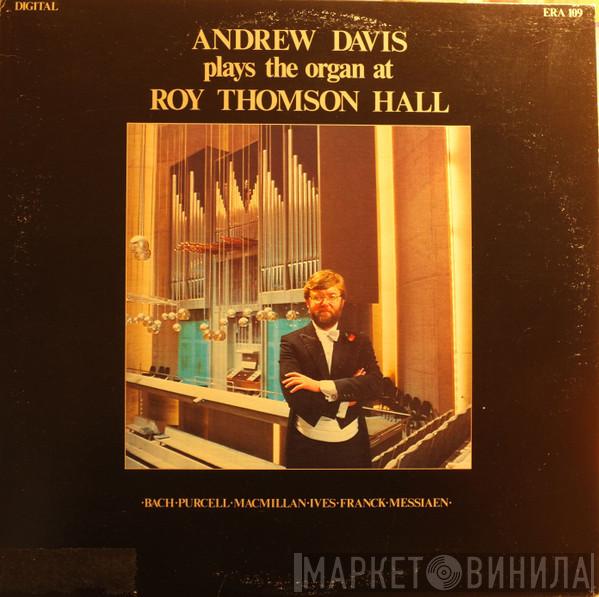 DIGITAL
ERA 109
ANDREW DAVIS
plays the organ at
ROY THOMSON HALL
·BACH·PURCELL·MACMILLAN·IVES·FRANCK·MESSIAEN·
МАРКЕТ ВИНИЛА